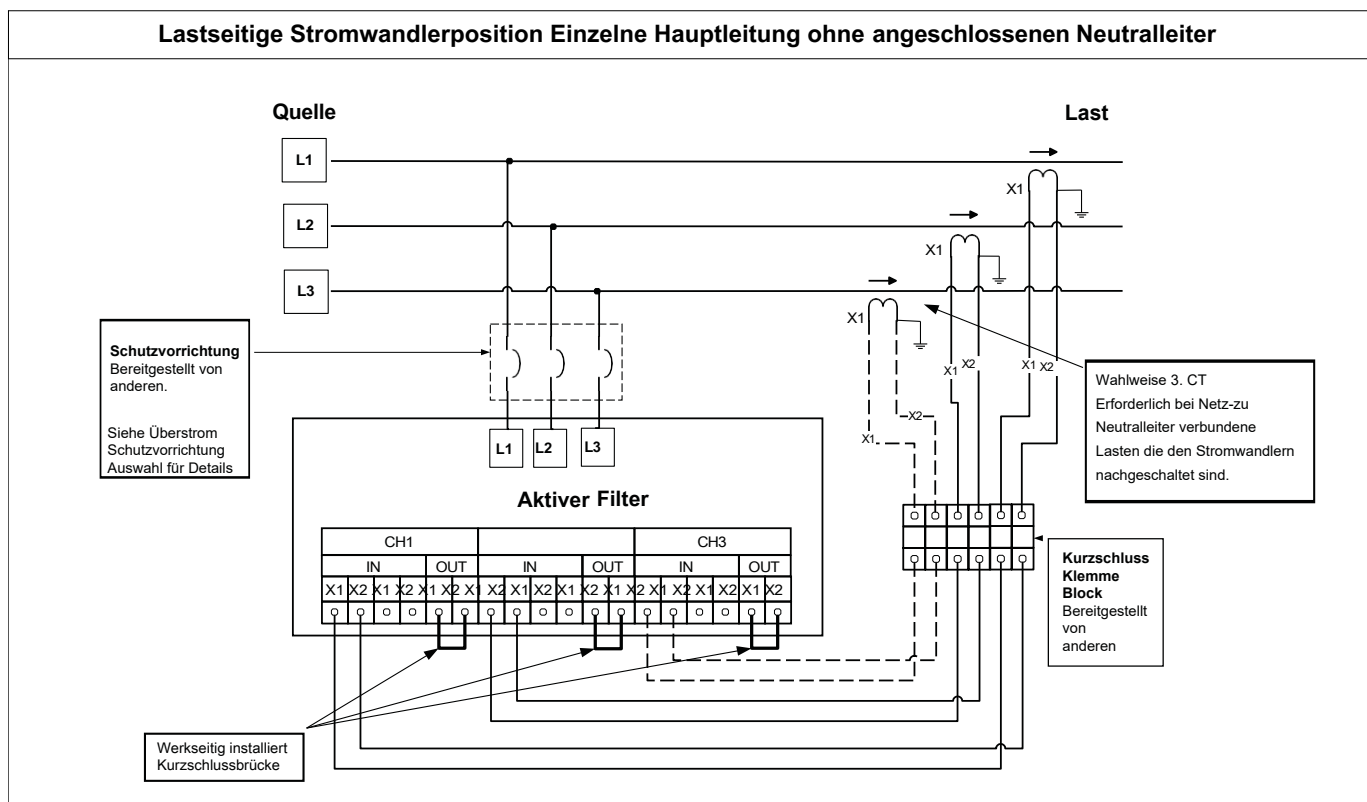 Lastseitige Stromwandlerposition Einzelne Hauptleitung ohne angeschlossenen Neutralleiter
Quelle
Last
L1
X1
L2
X1
L3
X1
Schutzvorrichtung
Bereitgestellt von
anderen.
Siehe Überstrom
Schutzvorrichtung
Auswahl für Details
X1 X2 X1 X2
Wahlweise 3. CT
Erforderlich bei Netz-zu
Neutralleiter verbundene
Lasten die den Stromwandlern
nachgeschaltet sind.
X2
X1
L1 L2 L3
Aktiver Filter
CH1 CH3
IN OUT IN OUT IN OUT
X1 X2 X1 X2 X1 X2 X1 X2 X1 X2 X1 X2 X1 X2 X1 X2 X1 X2
Kurzschluss
Klemme
Block
Bereitgestellt
von
anderen
Werkseitig installiert
Kurzschlussbrücke